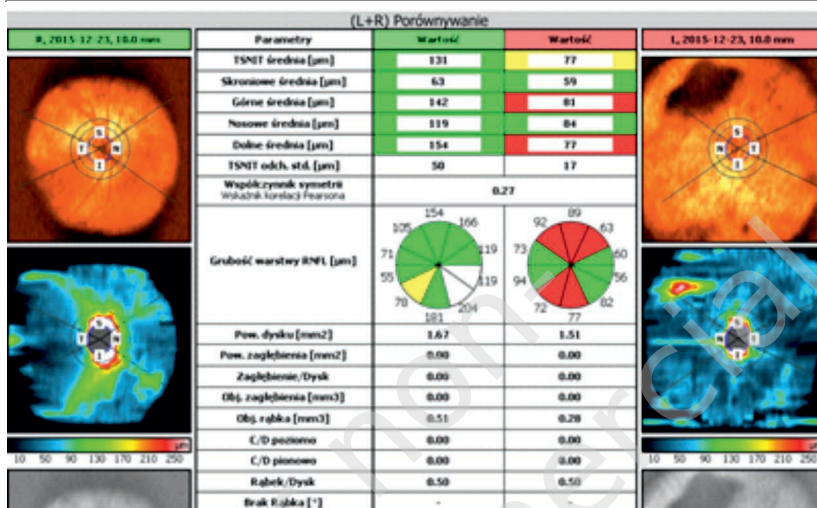 (L+R) Porównywanie
R, 2015-12-23, 10.0 mm
Parametry
Wartość
Wartość
L, 2015-12-23, 10.0 mm
TSNIT średnia [µm] 131 77
Skroniowe średnia [µm] 63 59
Górne średnia [µm] 142 81
Nosowe średnia [µm] 119 84
Dolne średnia [µm] 154 77
TSNIT odch. std. [µm] 50 17
Współczynnik symetrii 0.27
Wskaźnik korelacji Pearsona
S
T N
I
S
N T
I
Grubość warstwy RNFL [µm]
154
105 166
71 119
55 119
78 204
181
89
92 63
73 60
94 56
72 82
77
S
T N
I
S
N T
I
Pow. dysku [mm2] 1.67 1.51
Pow. zagłębienia [mm2] 0.00 0.00
Zagłębienie/Dysk 0.00 0.00
Obj. zagłębienia [mm3] 0.00 0.00
Obj. rąbka [mm3] 0.51 0.28
C/D poziomo 0.00 0.00
C/D pionowo 0.00 0.00
Rąbek/Dysk 0.50 0.50
Brak Rąbka [°] - -
µm
10 50 90 130 170 210 250
10 50 90 130 170 210 250
non-
mercial